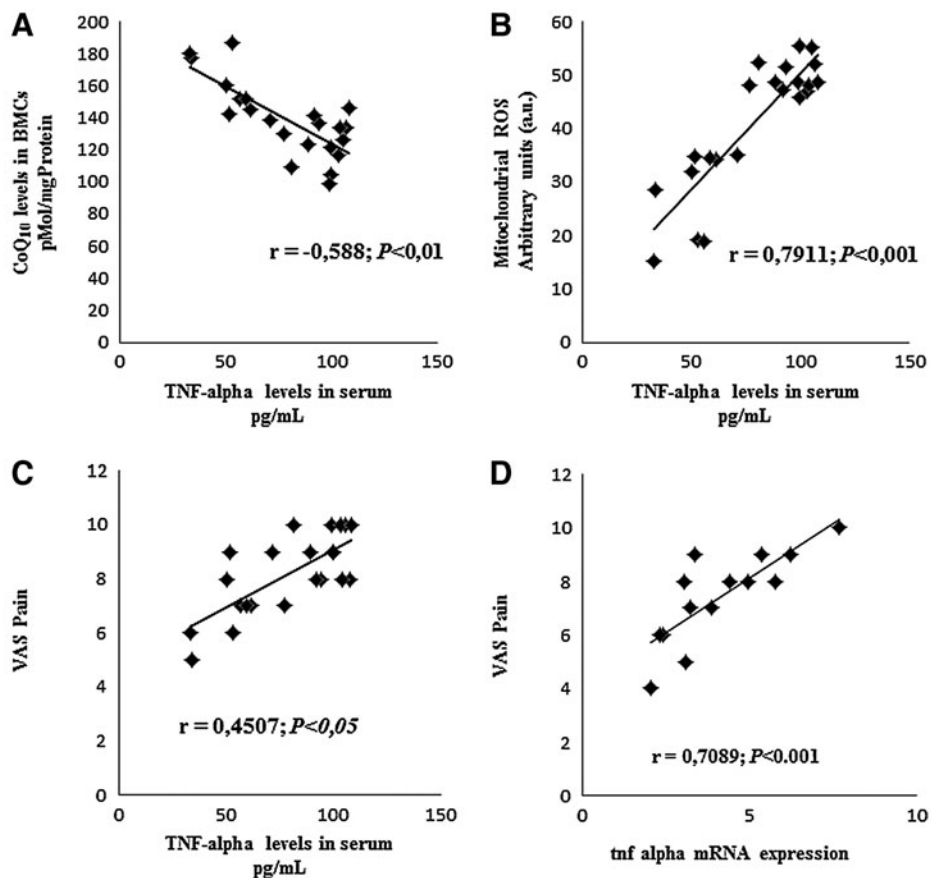 A
CoQ10 levels in BMCs
pMol/mgProtein
200
180
160
140
120
100
80
60
40
20
0
r = -0,588; P<0,01
0
50
100
150
TNF-alpha levels in serum
pg/mL
B
Mitochondrial ROS
Arbitrary units (a.u.)
60
50
40
30
20
10
0
r = 0,7911; P<0,001
0
50
100
150
TNF-alpha levels in serum
pg/mL
C
VAS Pain
12
10
8
6
4
2
0
r = 0,4507; P<0,05
0
50
100
150
TNF-alpha levels in serum
pg/mL
D
VAS Pain
12
10
8
6
4
2
0
r = 0,7089; P<0.001
0
5
10
tnf alpha mRNA expression